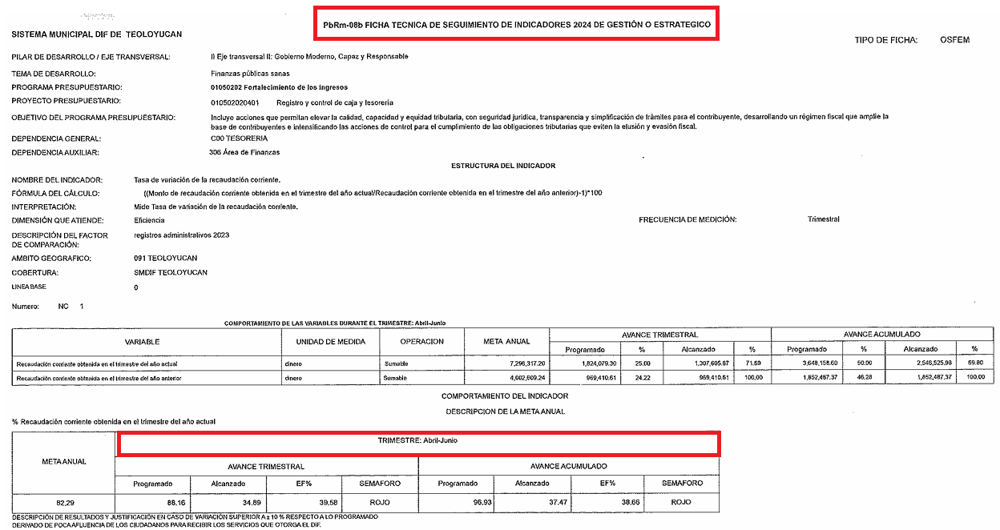 PbRm-08b FICHA TECNICA DE SEGUIMIENTO DE INDICADORES 2024 DE GESTIÓN O ESTRATEGICO
SISTEMA MUNICIPAL DIF DE TEOLOYUCAN
TIPO DE FICHA: OSFEM
PILAR DE DESARROLLO / EJE TRANSVERSAL: II Eje transversal II: Gobierno Moderno, Capaz y Responsable
TEMA DE DESARROLLO: Finanzas públicas sanas
PROGRAMA PRESUPUESTARIO: 01050202 Fortalecimiento de los ingresos
PROYECTO PRESUPUESTARIO: 010502020401 Registro y control de caja y tesoreria
OBJETIVO DEL PROGRAMA PRESUPUESTARIO: Incluye acciones que permitan elevar la calidad, capacidad y equidad tributaria, con seguridad jurídica, transparencia y simplificación de trámites para el contribuyente, desarrollando un régimen fiscal que amplíe la
base de contribuyentes e intensificando las acciones de control para el cumplimiento de las obligaciones tributarias que eviten la elusión y evasión fiscal.
DEPENDENCIA GENERAL: C00 TESORERIA
DEPENDENCIA AUXILIAR: 306 Área de Finanzas
ESTRUCTURA DEL INDICADOR
NOMBRE DEL INDICADOR: Tasa de variación de la recaudación corriente.
FÓRMULA DEL CÁLCULO: ((Monto de recaudación corriente obtenida en el trimestre del año actual/Recaudación corriente obtenida en el trimestre del año anterior)-1)*100
INTERPRETACIÓN: Mide Tasa de variación de la recaudación corriente.
DIMENSIÓN QUE ATIENDE: Eficiencia FRECUENCIA DE MEDICIÓN: Trimestral
DESCRIPCIÓN DEL FACTOR registros administrativos 2023
DE COMPARACIÓN:
AMBITO GEOGRAFICO: 091 TEOLOYUCAN
COBERTURA: SMDIF TEOLOYUCAN
LINEA BASE 0
Numero: NC 1
COMPORTAMIENTO DE LAS VARIABLES DURANTE EL TRIMESTRE: Abril-Junio
VARIABLE UNIDAD DE MEDIDA OPERACION META ANUAL AVANCE TRIMESTRAL AVANCE ACUMULADO
Programado % Alcanzado % Programado % Alcanzado %
Recaudación corriente obtenida en el trimestre del año actual dinero Sumable 7,296,317.20 1,824,079.30 25.00 1,307,605.67 71.69 3,648,158.60 50.00 2,546,525.98 69.80
Recaudación corriente obtenida en el trimestre del año anterior dinero Sumable 4,002,609.24 969,410.51 24.22 969,410.51 100.00 1,852,487.37 46.28 1,852,487.37 100.00
COMPORTAMIENTO DEL INDICADOR
DESCRIPCION DE LA META ANUAL
% Recaudación corriente obtenida en el trimestre del año actual
META ANUAL TRIMESTRE: Abril-Junio
AVANCE TRIMESTRAL AVANCE ACUMULADO
Programado Alcanzado EF% SEMAFORO Programado Alcanzado EF% SEMAFORO
82.29 88.16 34.89 39.58 ROJO 96.93 37.47 38.66 ROJO
DESCRIPCIÓN DE RESULTADOS Y JUSTIFICACIÓN EN CASO DE VARIACIÓN SUPERIOR A ± 10 % RESPECTO A LO PROGRAMADO
DERIVADO DE POCA AFLUENCIA DE LOS CIUDADANOS PARA RECIBIR LOS SERVICIOS QUE OTORGA EL DIF.